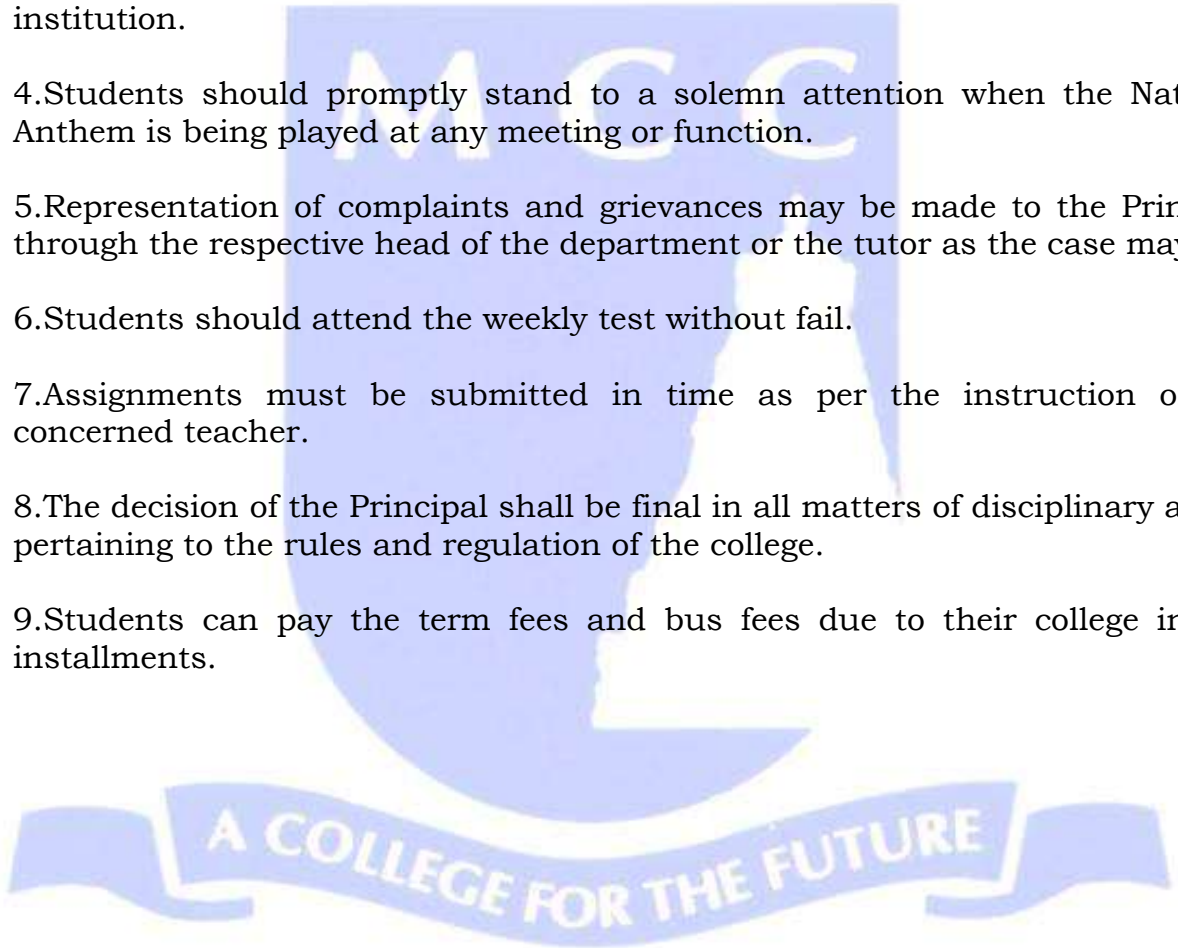 institution.
M C C
4.Students should promptly stand to a solemn attention when the Nat
Anthem is being played at any meeting or function.
5.Representation of complaints and grievances may be made to the Prin
through the respective head of the department or the tutor as the case may
6.Students should attend the weekly test without fail.
7.Assignments must be submitted in time as per the instruction o
concerned teacher.
8.The decision of the Principal shall be final in all matters of disciplinary a
pertaining to the rules and regulation of the college.
9.Students can pay the term fees and bus fees due to their college in
installments.
A COLLEGE FOR THE FUTURE